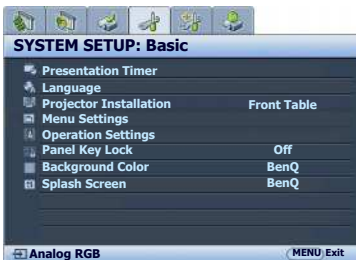 SYSTEM SETUP: Basic
Presentation Timer
Language
Projector Installation Front Table
Menu Settings
Operation Settings
Panel Key Lock Off
Background Color BenQ
Splash Screen BenQ
Analog RGB MENU Exit